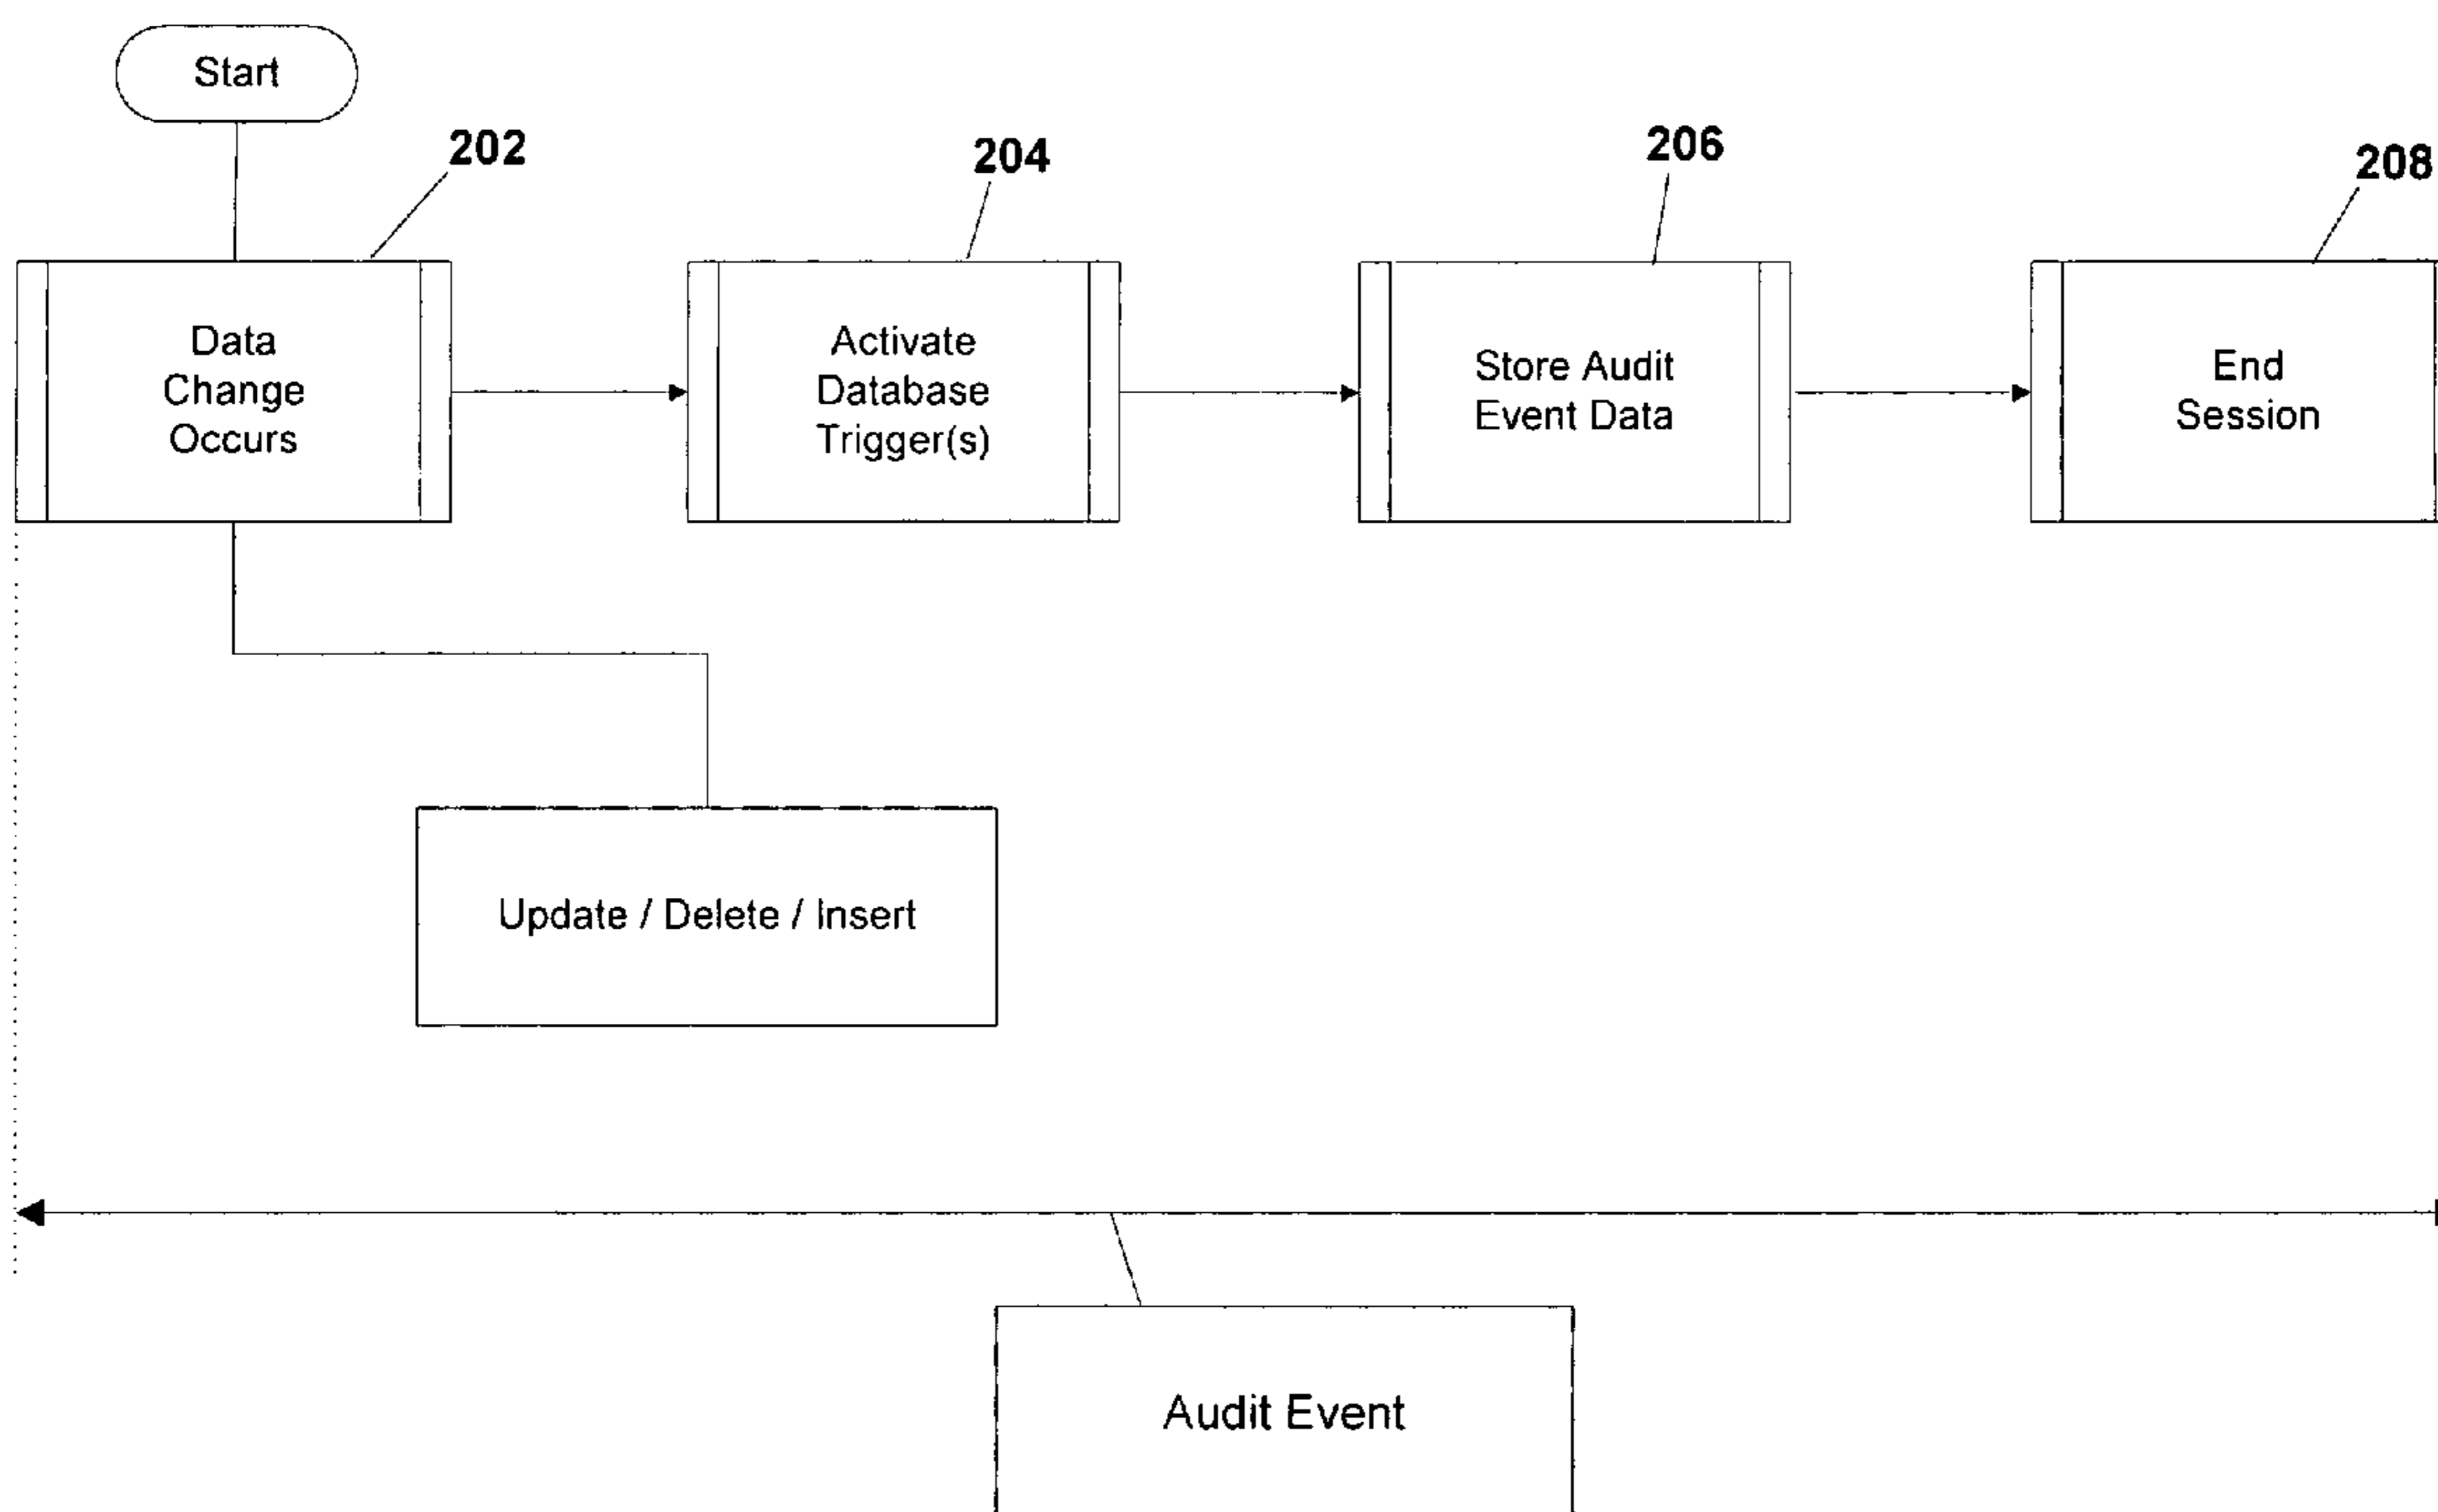 Start
202
204
206
208
Data
Change
Occurs
Activate
Database
Trigger(s)
Store Audit
Event Data
End
Session
Update / Delete / Insert
Audit Event